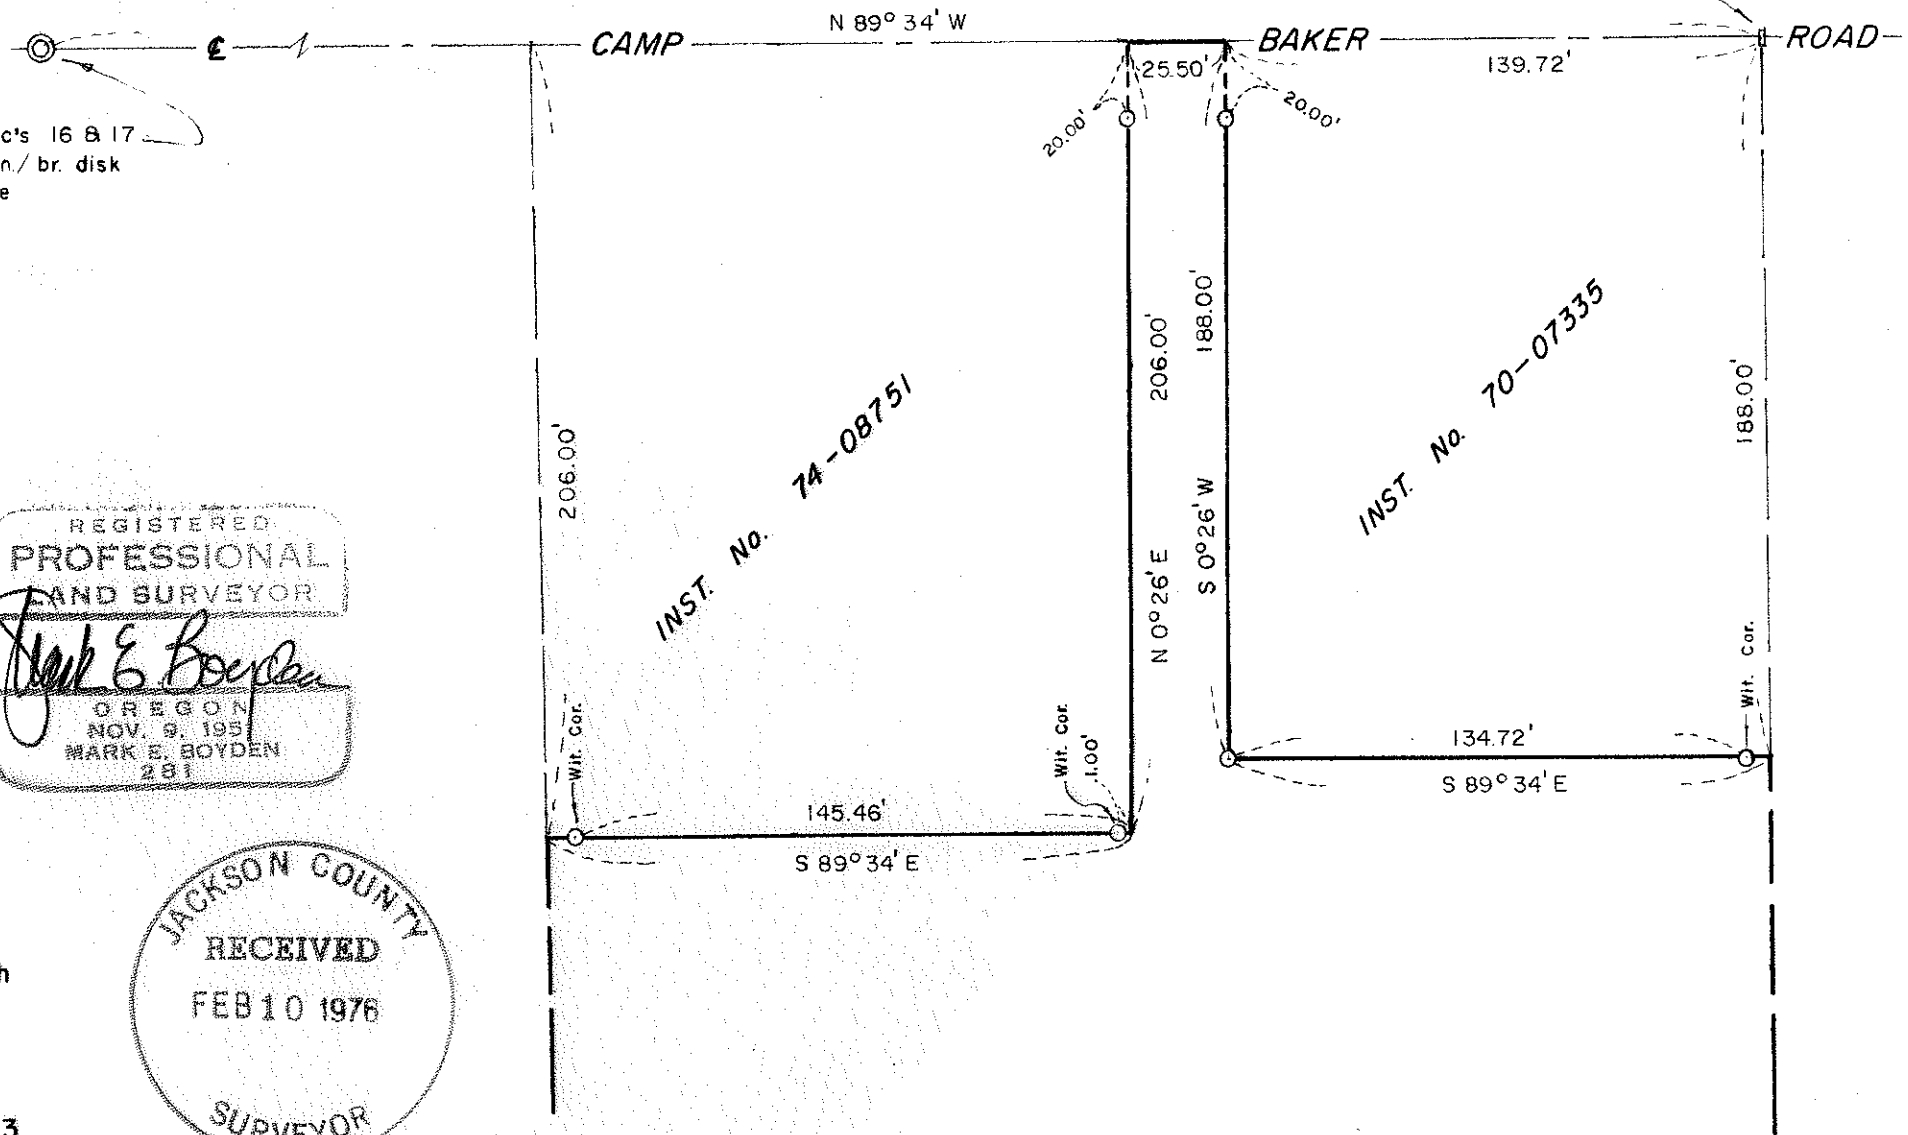 N 89° 34' W
℄ CAMP BAKER ROAD
25.50'
139.72'
20.00'
20.00'
c's 16 & 17
n./ br. disk
e
206.00'
INST. No. 74-08751
206.00'
N 0° 26' E
188.00'
S 0° 26' W
INST. No. 70-07335
188.00'
REGISTERED
PROFESSIONAL
LAND SURVEYOR
Mark E Boyden
OREGON
NOV. 9, 1951
MARK E. BOYDEN
281
Wit. Cor.
145.46'
S 89° 34' E
Wit. Cor.
1.00'
134.72'
S 89° 34' E
Wit. Cor.
JACKSON COUNTY
RECEIVED
FEB 10 1976
SURVEYOR
h
3